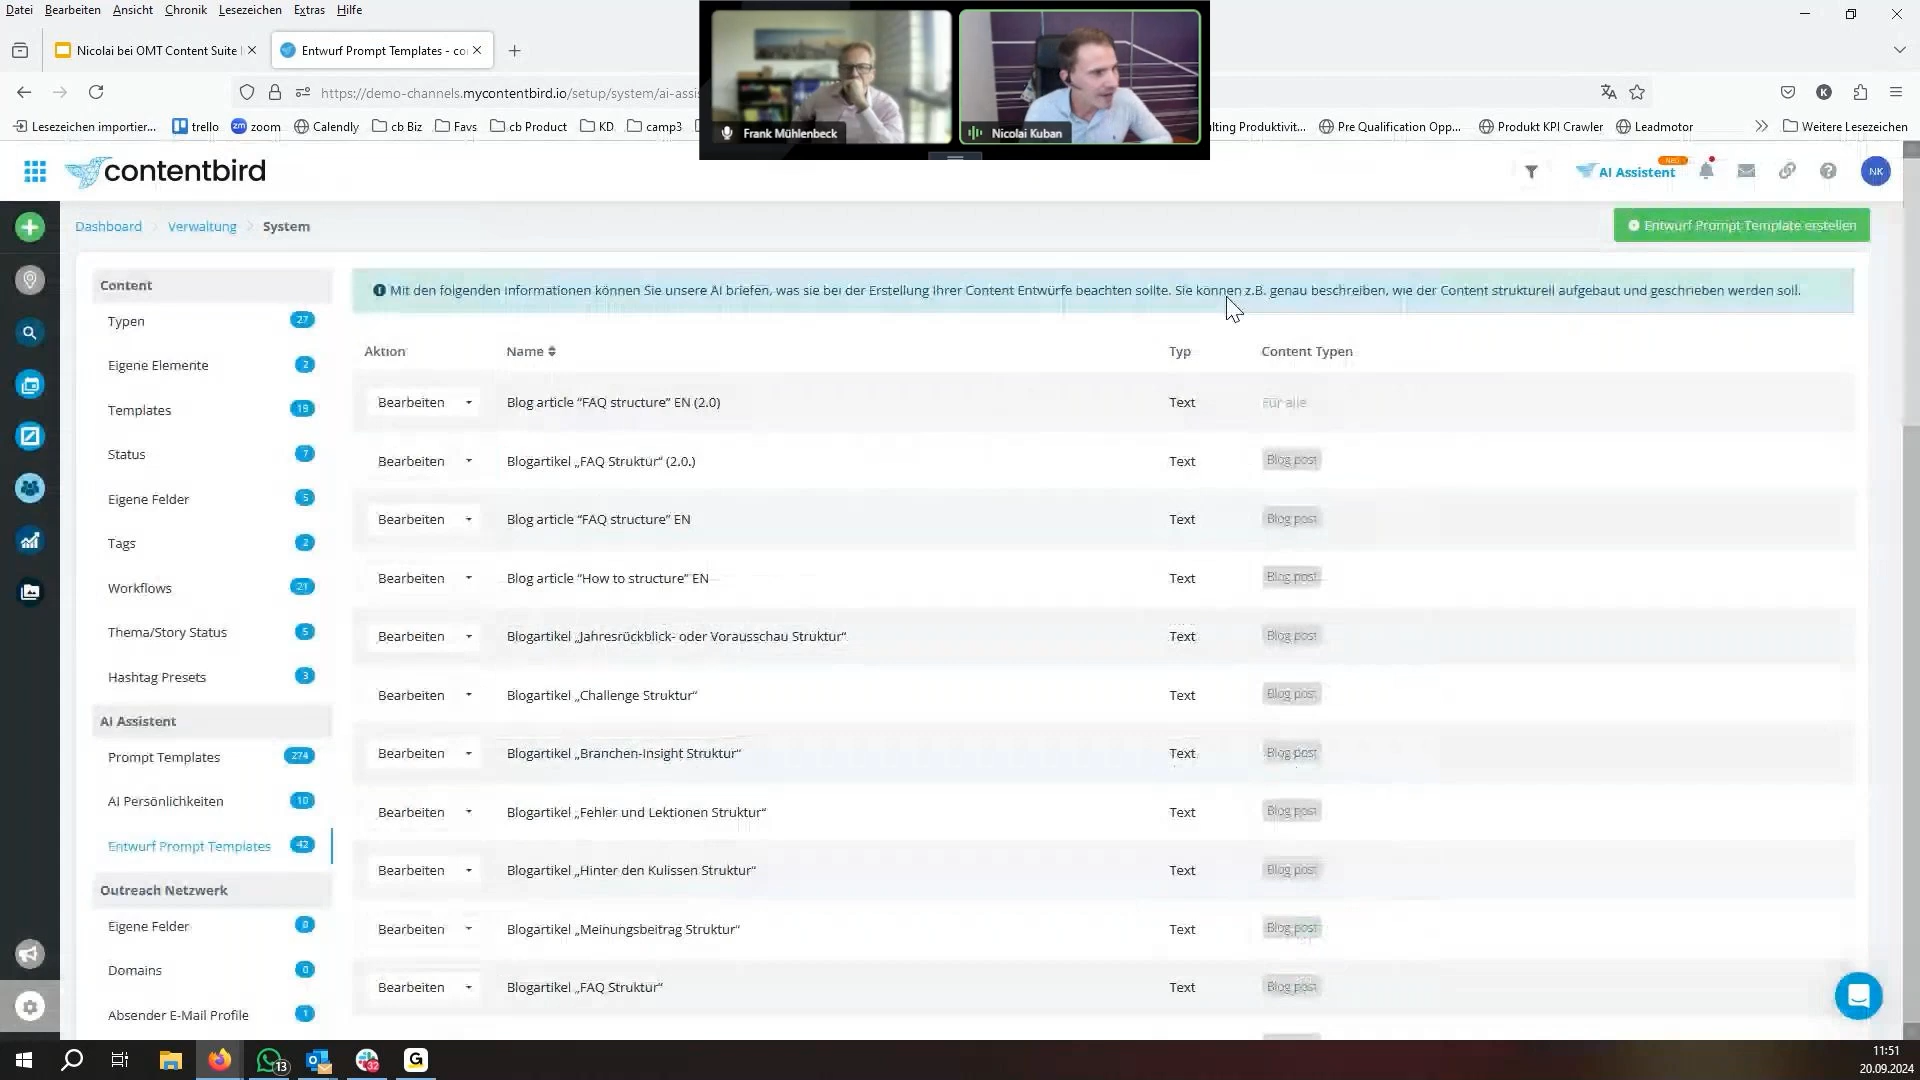 Datei Bearbeiten Ansicht Chronik Lesezeichen Extras Hilfe
Nicolai bei OMT Content Suite
Entwurf Prompt Templates - co
https://demo-channels.mycontentbird.io/setup/system/ai-assis
Lesezeichen importier... trello zoom Calendly cb Biz Favs cb Product KD camp3
lting Produktivit... Pre Qualification Opp... Produkt KPI Crawler Leadmotor Weitere Lesezeichen
Frank Mühlenbeck
Nicolai Kuban
contentbird
AI Assistent
NEU
NK
Dashboard Verwaltung System
Entwurf Prompt Template erstellen
Content
Typen 27
Eigene Elemente 2
Templates 19
Status 7
Eigene Felder 5
Tags 2
Workflows 21
Thema/Story Status 5
Hashtag Presets 3
AI Assistent
Prompt Templates 274
AI Persönlichkeiten 10
Entwurf Prompt Templates 42
Outreach Netzwerk
Eigene Felder 0
Domains 0
Absender E-Mail Profile 1
Mit den folgenden Informationen können Sie unsere AI briefen, was sie bei der Erstellung Ihrer Content Entwürfe beachten sollte. Sie können z.B. genau beschreiben, wie der Content strukturell aufgebaut und geschrieben werden soll.
Aktion Name Typ Content Typen
Bearbeiten Blog article “FAQ structure” EN (2.0) Text Für alle
Bearbeiten Blogartikel „FAQ Struktur“ (2.0.) Text Blog post
Bearbeiten Blog article “FAQ structure” EN Text Blog post
Bearbeiten Blog article “How to structure” EN Text Blog post
Bearbeiten Blogartikel „Jahresrückblick- oder Vorausschau Struktur“ Text Blog post
Bearbeiten Blogartikel „Challenge Struktur“ Text Blog post
Bearbeiten Blogartikel „Branchen-Insight Struktur“ Text Blog post
Bearbeiten Blogartikel „Fehler und Lektionen Struktur“ Text Blog post
Bearbeiten Blogartikel „Hinter den Kulissen Struktur“ Text Blog post
Bearbeiten Blogartikel „Meinungsbeitrag Struktur“ Text Blog post
Bearbeiten Blogartikel „FAQ Struktur“ Text Blog post
13
32
G
11:51
20.09.2024